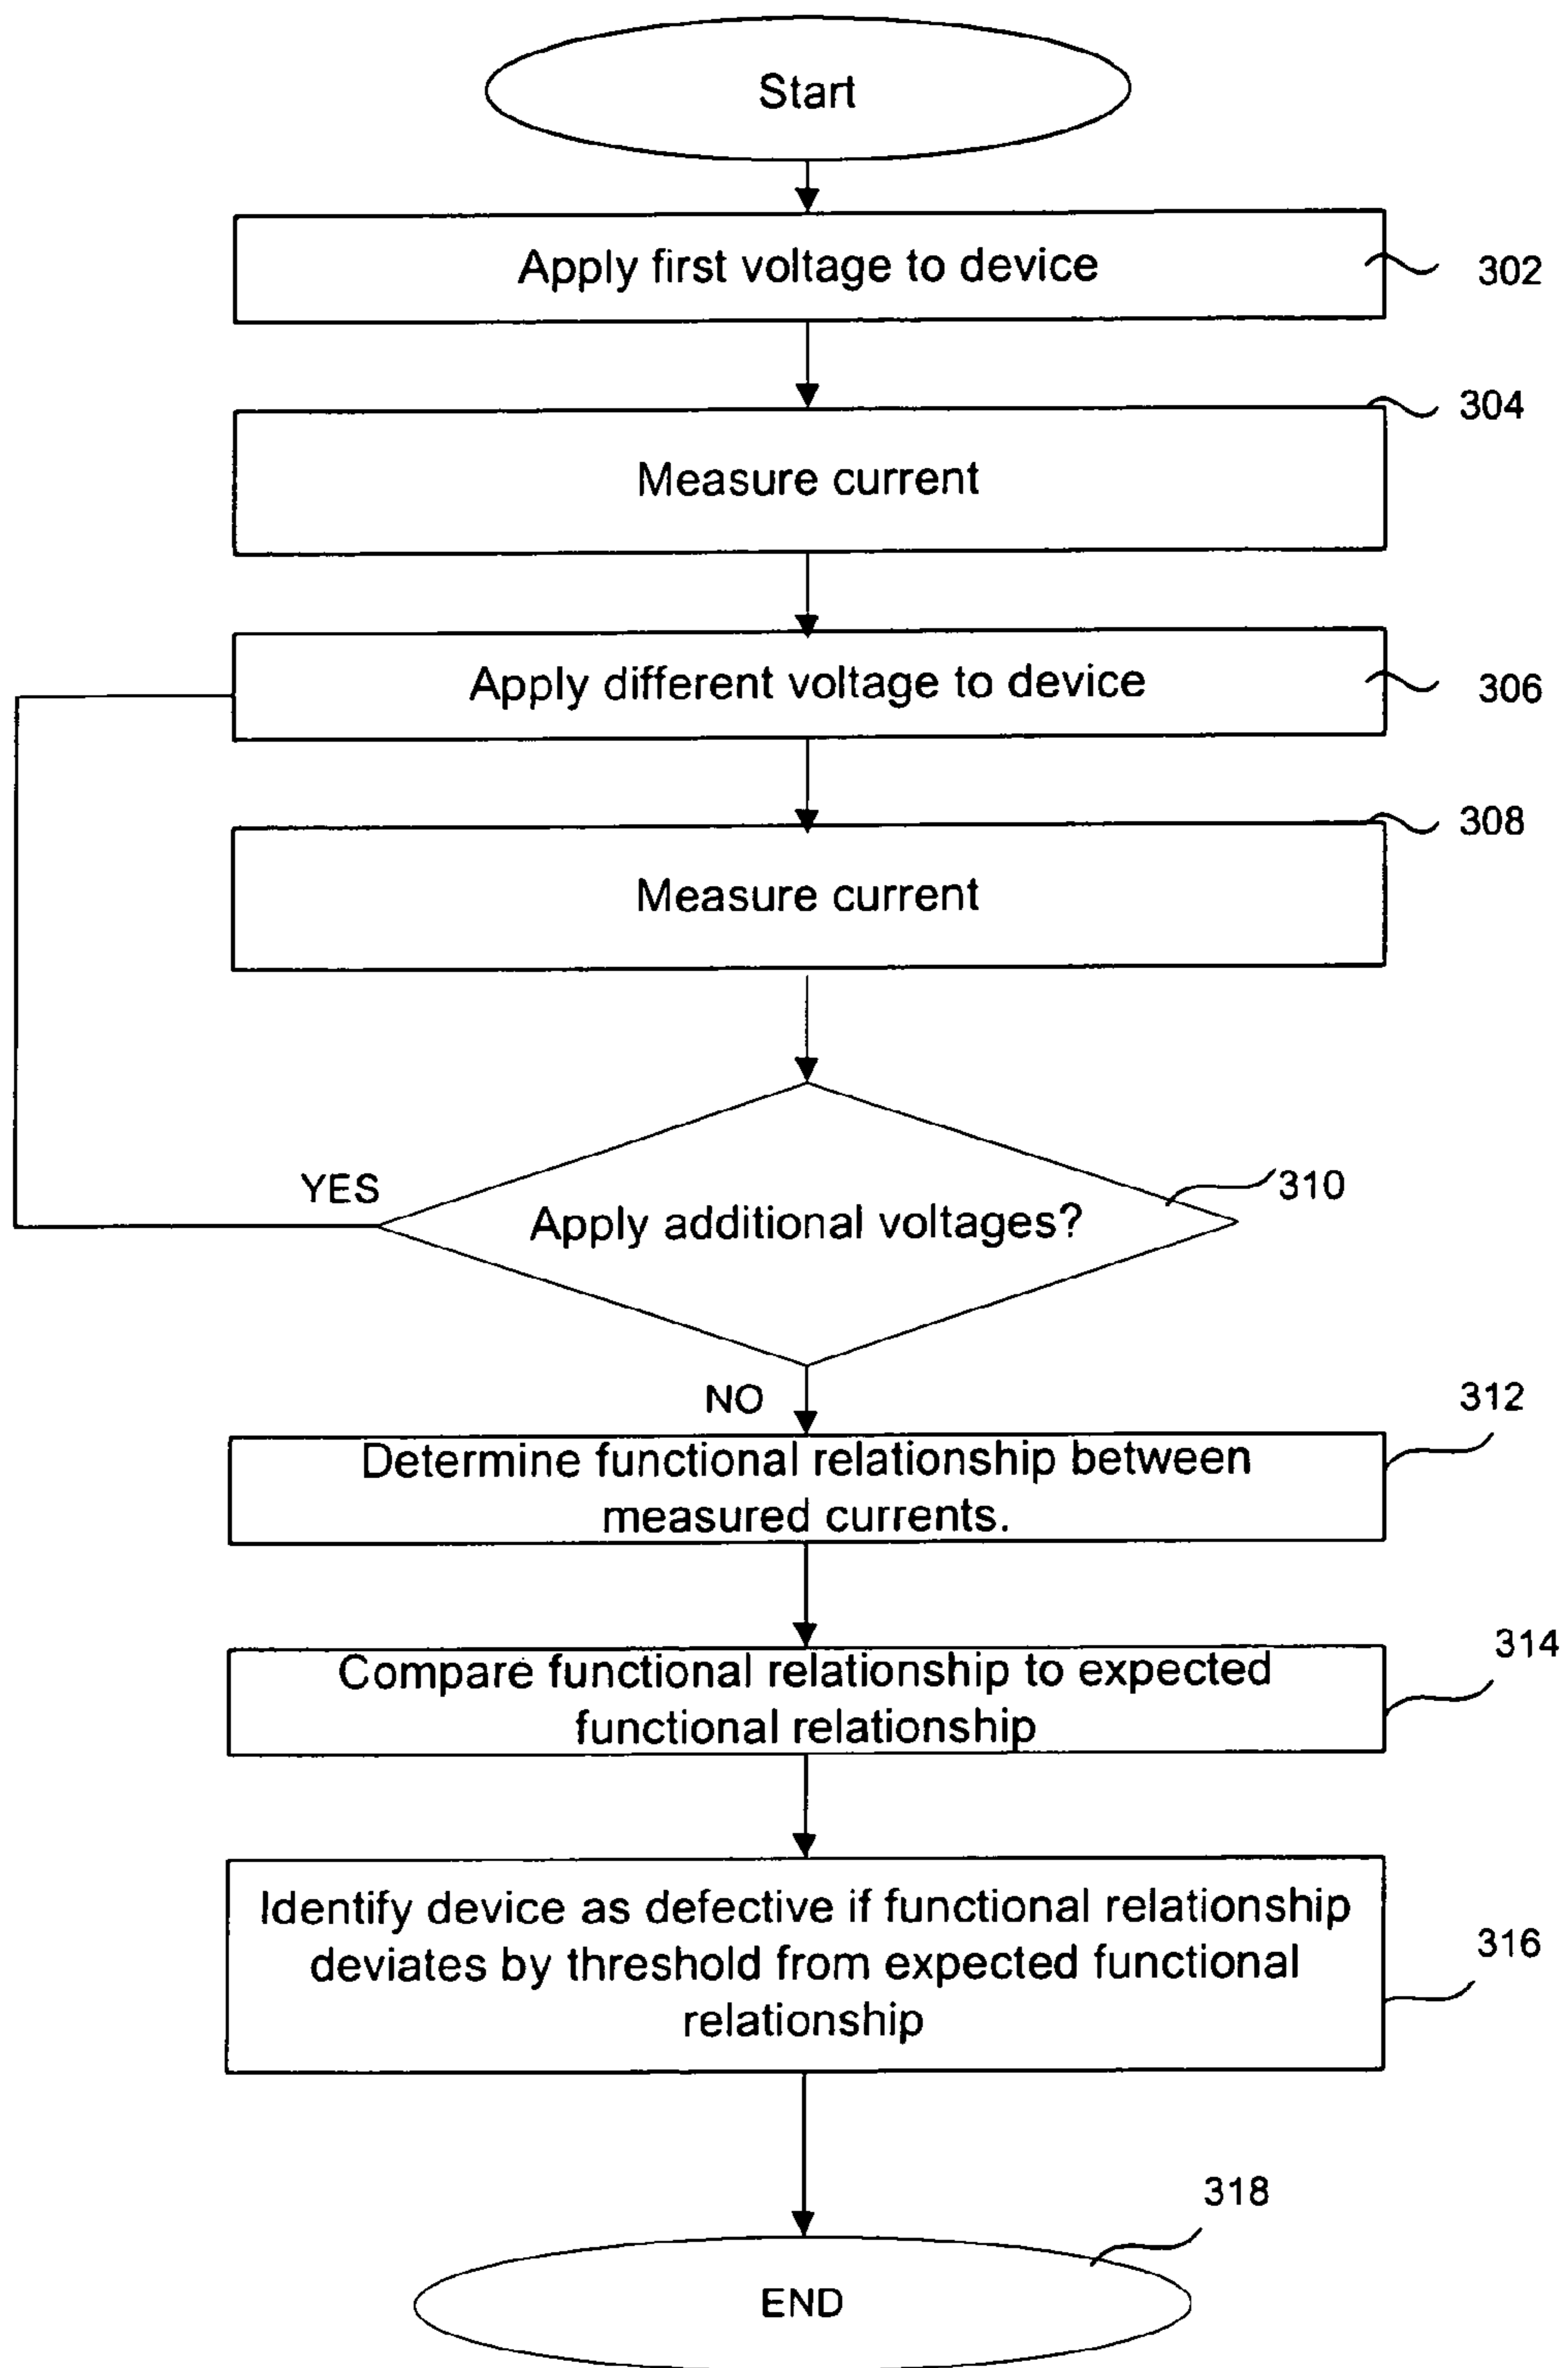 Start
Apply first voltage to device
302
304
Measure current
Apply different voltage to device
306
308
Measure current
YES
310
Apply additional voltages?
NO
312
Determine functional relationship between
measured currents.
314
Compare functional relationship to expected
functional relationship
Identify device as defective if functional relationship
deviates by threshold from expected functional
relationship
316
318
END